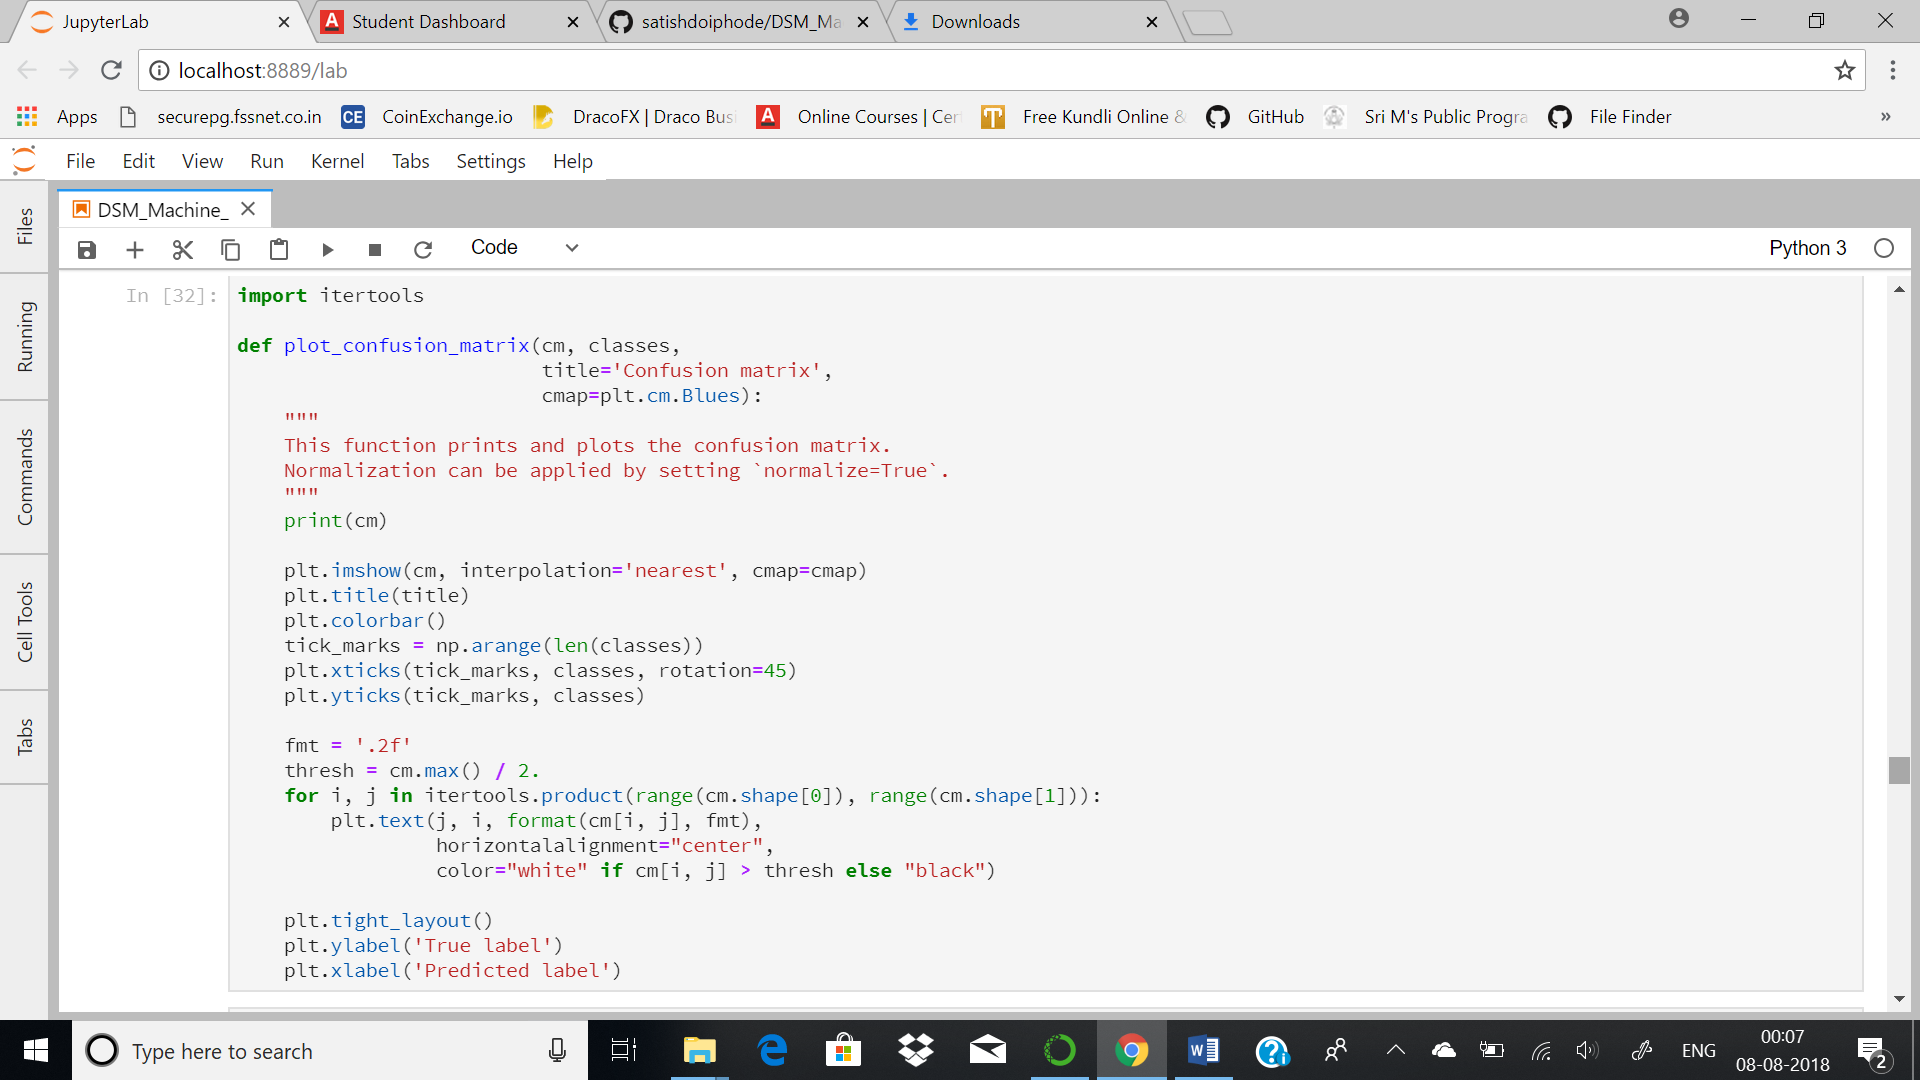 JupyterLab
Student Dashboard
satishdoiphode/DSM_Ma
Downloads
localhost:8889/lab
Apps
securepg.fssnet.co.in
CE CoinExchange.io
DracoFX | Draco Busi
Online Courses | Cer
Free Kundli Online &
GitHub
Sri M's Public Progra
File Finder
»
File Edit View Run Kernel Tabs Settings Help
Files
Running
Commands
Cell Tools
Tabs
DSM_Machine_
Code
Python 3
In [32]:
import itertools
def plot_confusion_matrix(cm, classes,
                          title='Confusion matrix',
                          cmap=plt.cm.Blues):
    """
    This function prints and plots the confusion matrix.
    Normalization can be applied by setting `normalize=True`.
    """
    print(cm)
    plt.imshow(cm, interpolation='nearest', cmap=cmap)
    plt.title(title)
    plt.colorbar()
    tick_marks = np.arange(len(classes))
    plt.xticks(tick_marks, classes, rotation=45)
    plt.yticks(tick_marks, classes)
    fmt = '.2f'
    thresh = cm.max() / 2.
    for i, j in itertools.product(range(cm.shape[0]), range(cm.shape[1])):
        plt.text(j, i, format(cm[i, j], fmt),
                 horizontalalignment="center",
                 color="white" if cm[i, j] > thresh else "black")
    plt.tight_layout()
    plt.ylabel('True label')
    plt.xlabel('Predicted label')
Type here to search
ENG
00:07
08-08-2018
2